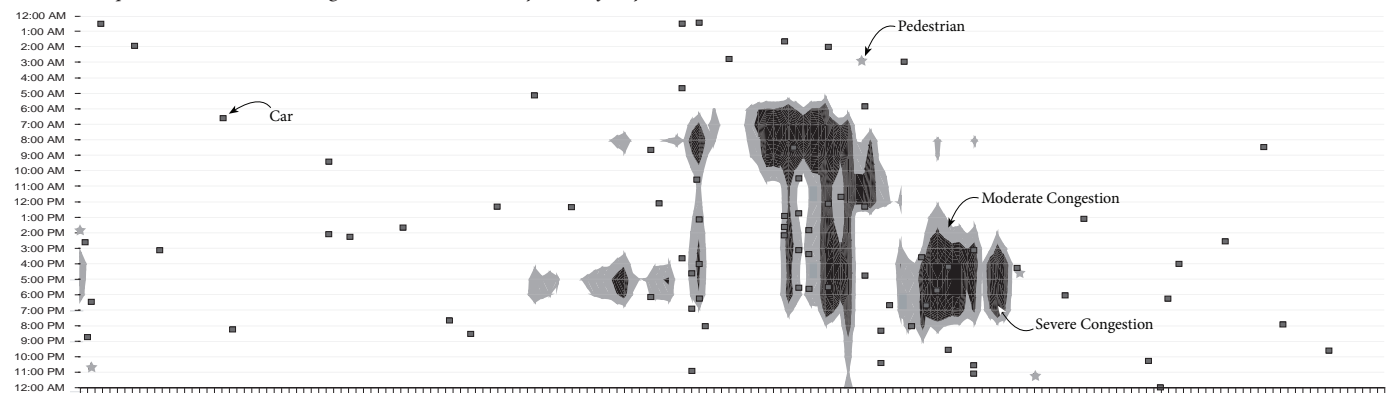 12:00 AM
1:00 AM
2:00 AM
3:00 AM
4:00 AM
5:00 AM
6:00 AM
7:00 AM
8:00 AM
9:00 AM
10:00 AM
11:00 AM
12:00 PM
1:00 PM
2:00 PM
3:00 PM
4:00 PM
5:00 PM
6:00 PM
7:00 PM
8:00 PM
9:00 PM
10:00 PM
11:00 PM
12:00 AM
Pedestrian
Car
Moderate Congestion
Severe Congestion